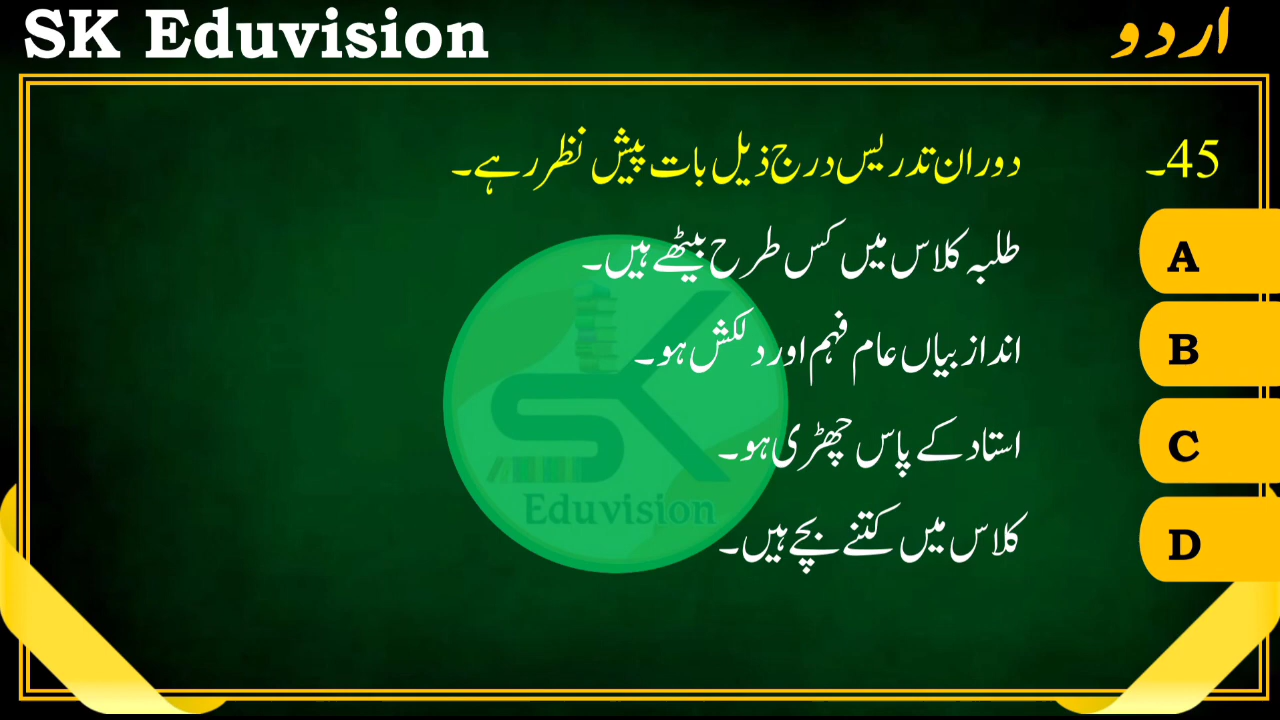 SK Eduvision
اردو
45۔ دوران تدریس درج ذیل بات پیش نظر رہے۔
A طلبہ کلاس میں کس طرح بیٹھے ہیں۔
B انداز بیاں عام فہم اور دلکش ہو۔
C استاد کے پاس چھڑی ہو۔
D کلاس میں کتنے بچے ہیں۔
SK
Eduvision